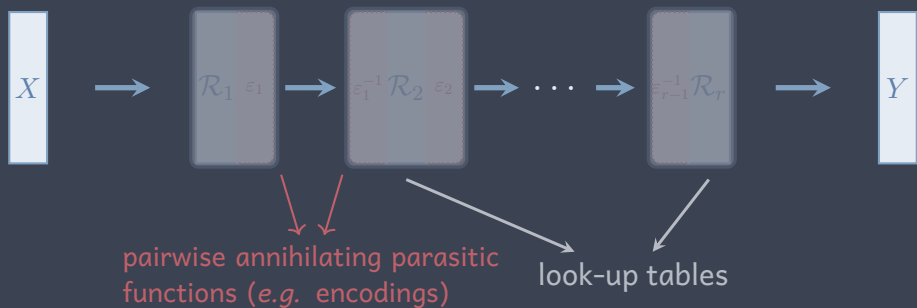 X R₁ ε₁ ε₁⁻¹ R₂ ε₂ · · · εᵣ₋₁⁻¹ Rᵣ Y
pairwise annihilating parasitic
functions (e.g. encodings)
look-up tables